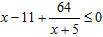 x − 11 + 64/(x + 5) ≤ 0